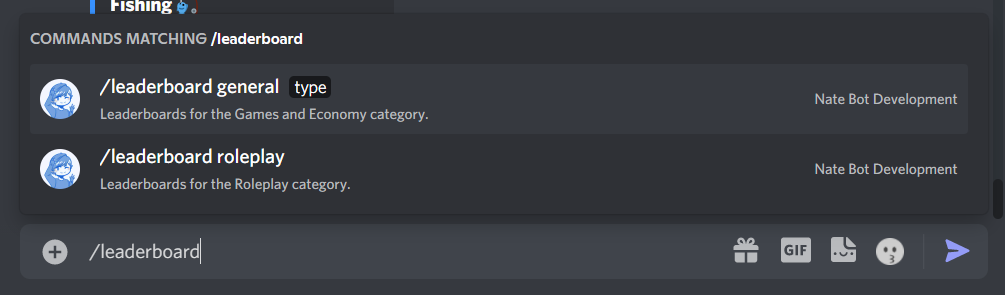 Fishing
COMMANDS MATCHING /leaderboard
/leaderboard general type
Leaderboards for the Games and Economy category.
Nate Bot Development
/leaderboard roleplay
Leaderboards for the Roleplay category.
Nate Bot Development
/leaderboard
GIF